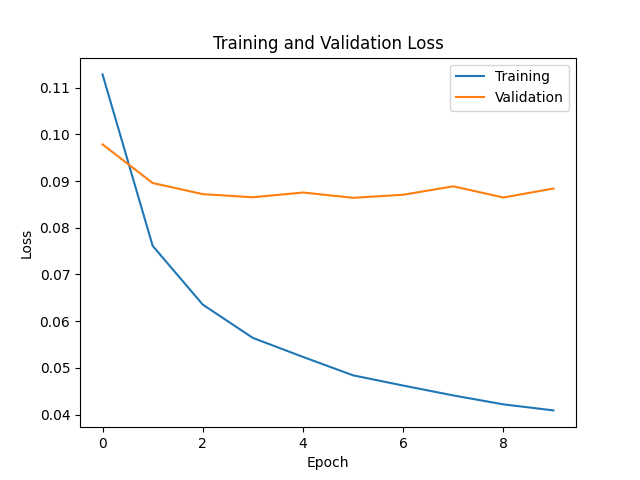 Training and Validation Loss
Training
Validation
0.11
0.10
0.09
0.08
0.07
0.06
0.05
0.04
Loss
0 2 4 6 8
Epoch